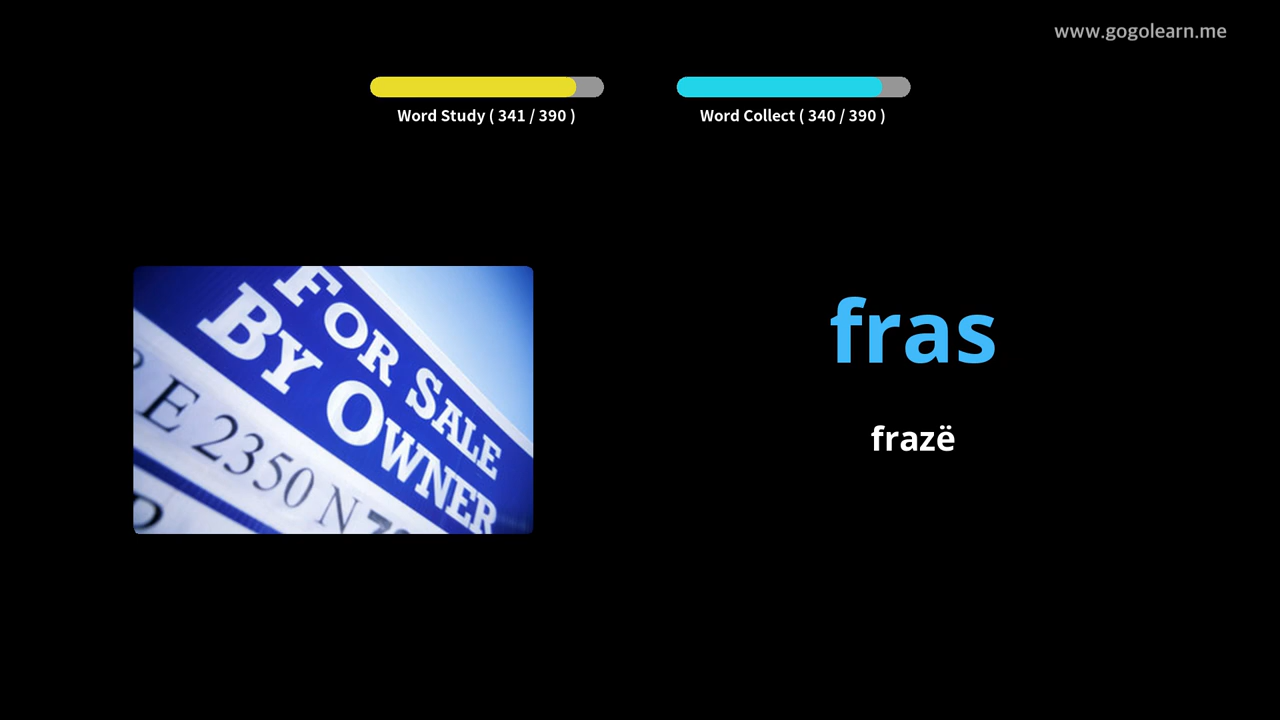 www.gogolearn.me
Word Study ( 341 / 390 )
Word Collect ( 340 / 390 )
FOR SALE
BY OWNER
E 2350 N
fras
frazë